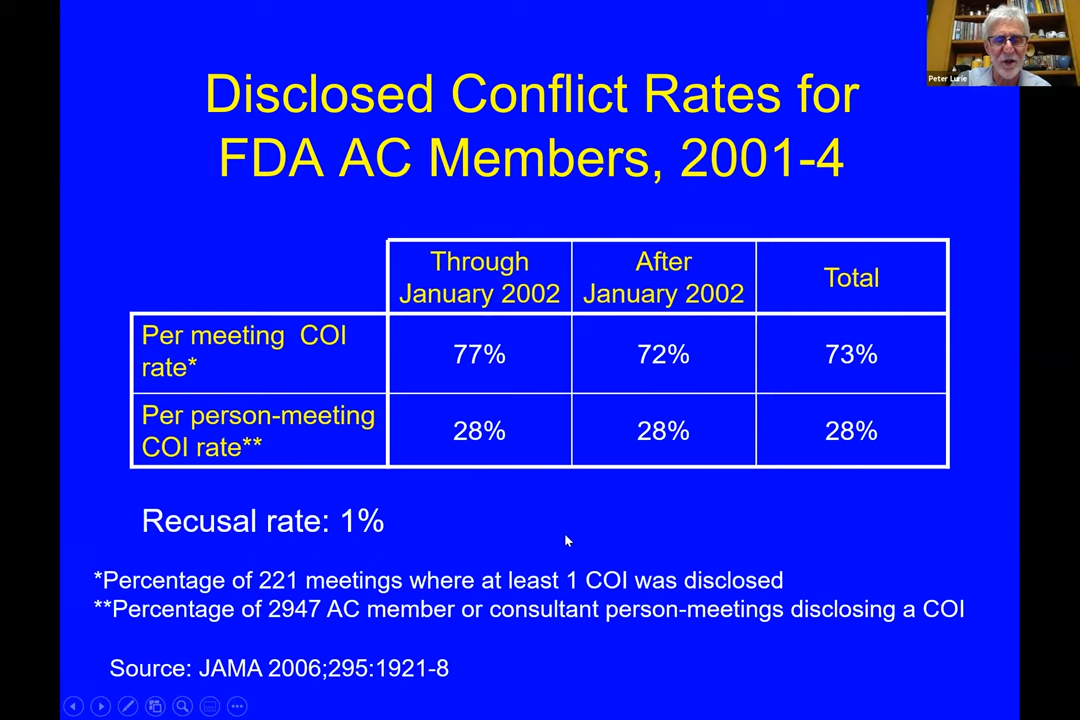 Peter Lurie
Disclosed Conflict Rates for
FDA AC Members, 2001-4
Through
January 2002
After
January 2002
Total
Per meeting COI
rate*
77%
72%
73%
Per person-meeting
COI rate**
28%
28%
28%
Recusal rate: 1%
*Percentage of 221 meetings where at least 1 COI was disclosed
**Percentage of 2947 AC member or consultant person-meetings disclosing a COI
Source: JAMA 2006;295:1921-8